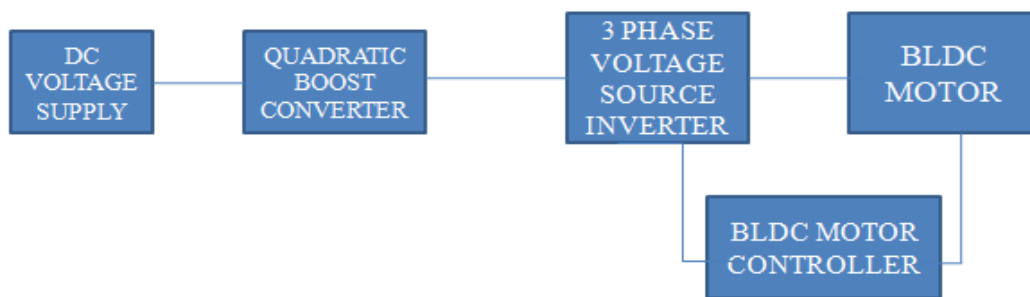 DC
VOLTAGE
SUPPLY
QUADRATIC
BOOST
CONVERTER
3 PHASE
VOLTAGE
SOURCE
INVERTER
BLDC
MOTOR
BLDC MOTOR
CONTROLLER